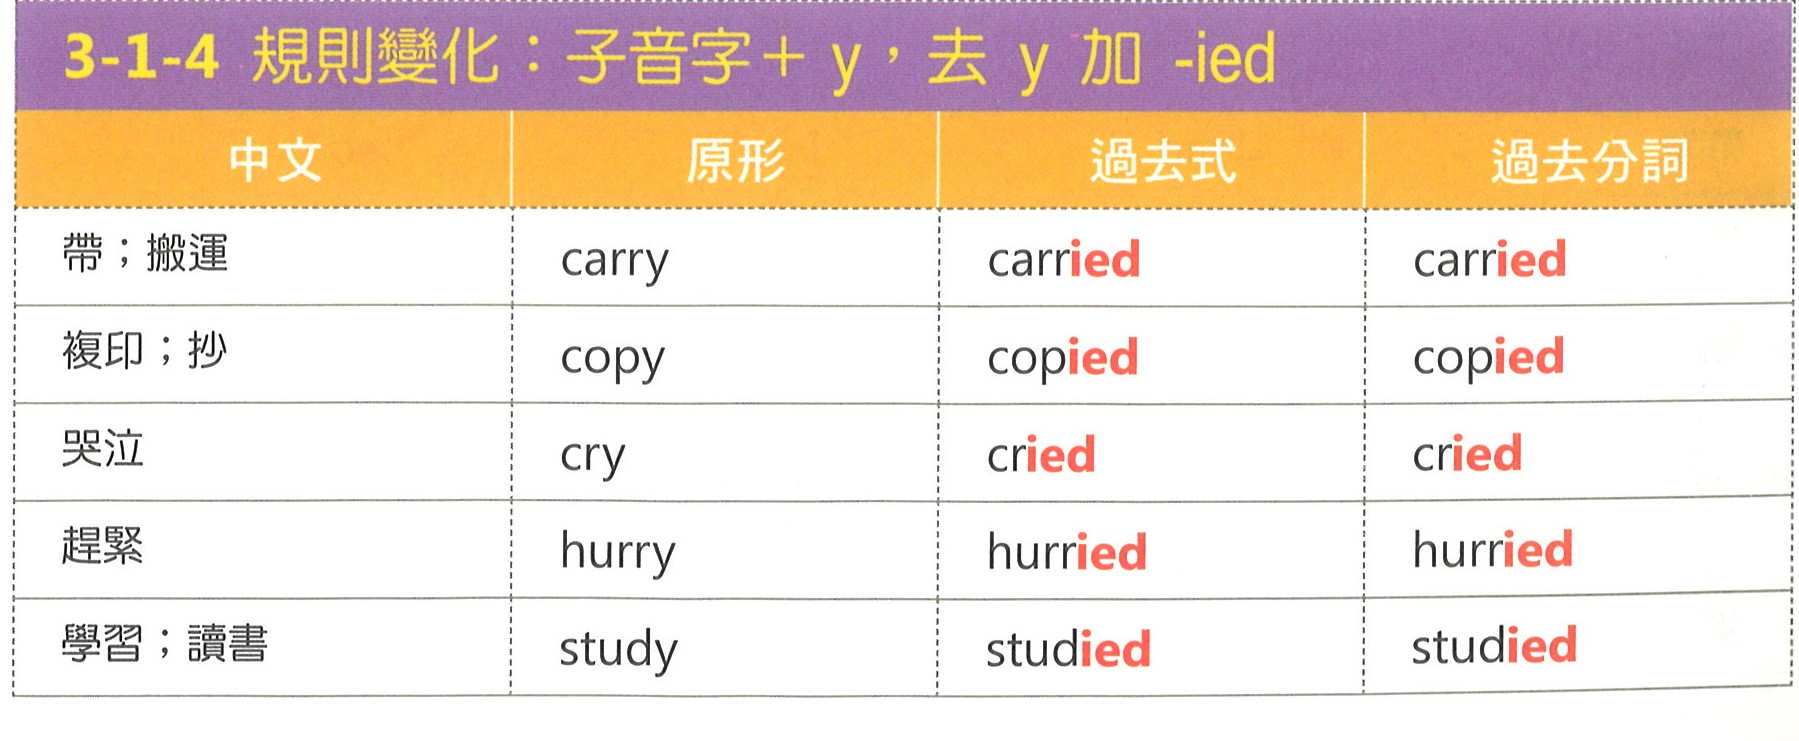 3-1-4 規則變化：子音字＋ y，去 y 加 -ied
中文 原形 過去式 過去分詞
帶；搬運 carry carried carried
複印；抄 copy copied copied
哭泣 cry cried cried
趕緊 hurry hurried hurried
學習；讀書 study studied studied